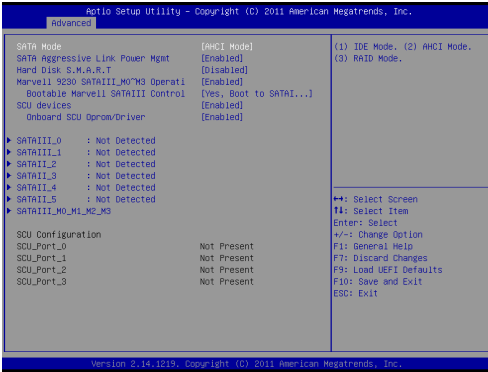 Aptio Setup Utility – Copyright (C) 2011 American Megatrends, Inc.
Advanced
SATA Mode [AHCI Mode]
SATA Aggressive Link Power Mgmt [Enabled]
Hard Disk S.M.A.R.T [Disabled]
Marvell 9230 SATAIII_M0~M3 Operati [Enabled]
Bootable Marvell SATAIII Control [Yes, Boot to SATAI...]
SCU devices [Enabled]
Onboard SCU Oprom/Driver [Enabled]
SATAIII_0 : Not Detected
SATAIII_1 : Not Detected
SATAII_2 : Not Detected
SATAII_3 : Not Detected
SATAII_4 : Not Detected
SATAII_5 : Not Detected
SATAIII_M0_M1_M2_M3
SCU Configuration
SCU_Port_0 Not Present
SCU_Port_1 Not Present
SCU_Port_2 Not Present
SCU_Port_3 Not Present
(1) IDE Mode. (2) AHCI Mode.
(3) RAID Mode.
↔: Select Screen
↑↓: Select Item
Enter: Select
+/-: Change Option
F1: General Help
F7: Discard Changes
F9: Load UEFI Defaults
F10: Save and Exit
ESC: Exit
Version 2.14.1219. Copyright (C) 2011 American Megatrends, Inc.